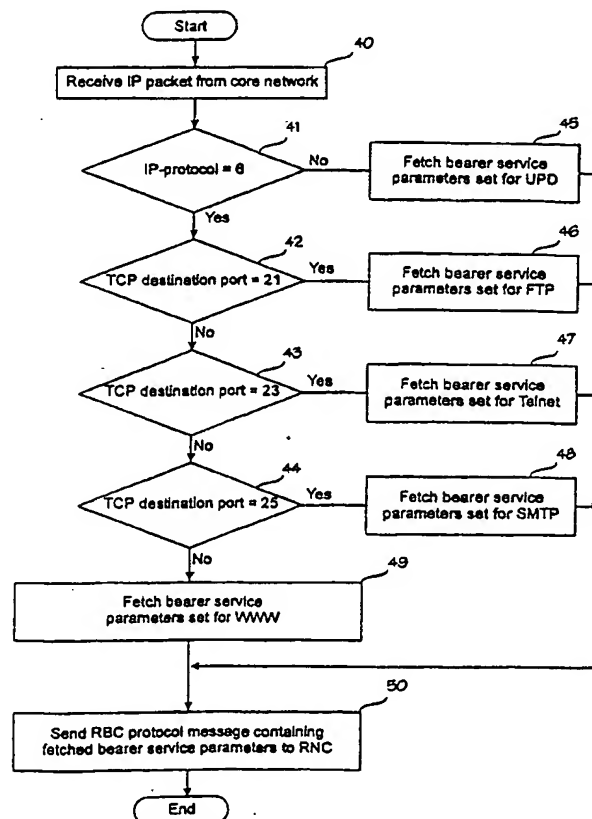 Start
40
Receive IP packet from core network
41
IP-protocol = 6
No
45
Fetch bearer service
parameters set for UPD
Yes
42
TCP destination port = 21
Yes
46
Fetch bearer service
parameters set for FTP
No
43
TCP destination port = 23
Yes
47
Fetch bearer service
parameters set for Telnet
No
44
TCP destination port = 25
Yes
48
Fetch bearer service
parameters set for SMTP
No
49
Fetch bearer service
parameters set for WWW
50
Send RBC protocol message containing
fetched bearer service parameters to RNC
End